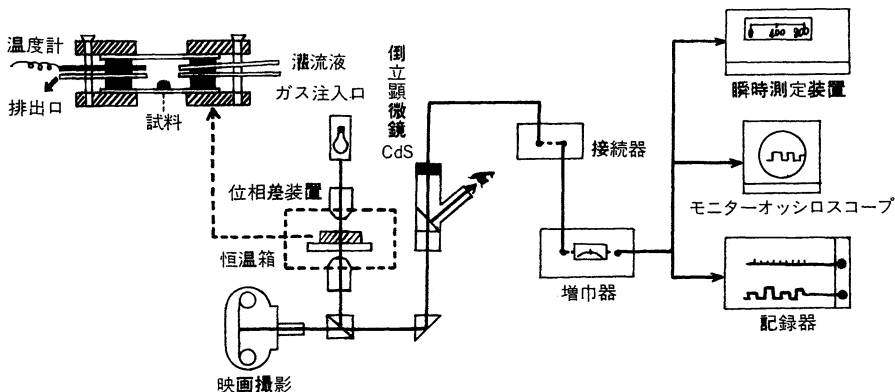 温度計
排出口
試料
灌流液
ガス注入口
倒立顕微鏡
CdS
位相差装置
恒温箱
映画撮影
接続器
増巾器
0 400 800
瞬時測定装置
モニターオッシロスコープ
記録器